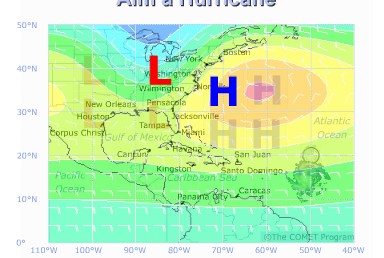 Aim a Hurricane
50°N
40°N
30°N
20°N
10°N
0°
110°W 100°W 90°W 80°W 70°W 60°W 50°W 40°W
New York
Boston
Washington
Wilmington
L
H
L
H H
New Orleans
Pensacola
Jacksonville
Houston
Tampa
Corpus Christi
Gulf of Mexico
Miami
L L H H
Atlantic
Ocean
Cancun
Havana
San Juan
Kingston
Santo Domingo
Pacific
Ocean
Caribbean Sea
Caracas
Panama City
©The COMET Program